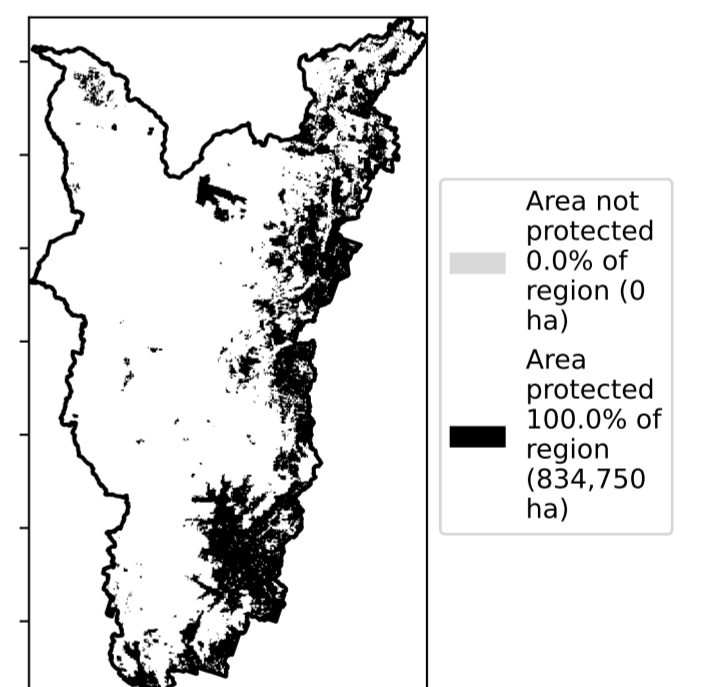 Area not
protected
0.0% of
region (0
ha)
Area
protected
100.0% of
region
(834,750
ha)